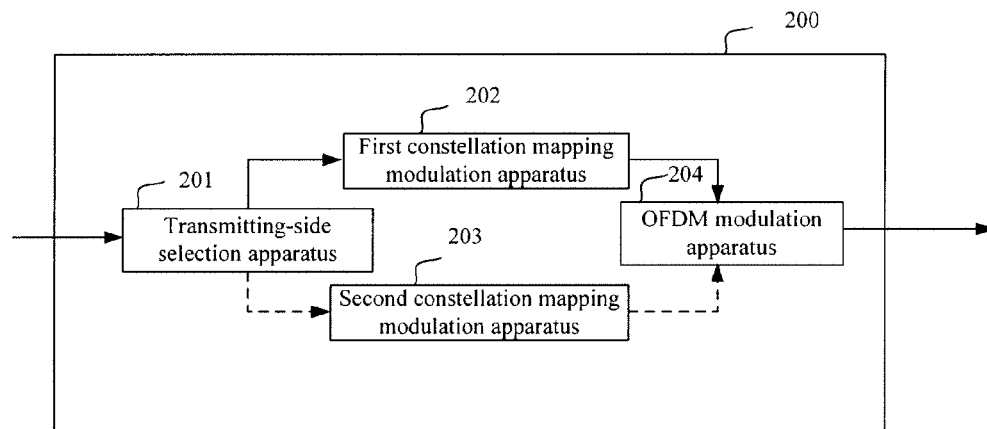 200
202
First constellation mapping
modulation apparatus
201
204
Transmitting-side
selection apparatus
OFDM modulation
apparatus
203
Second constellation mapping
modulation apparatus